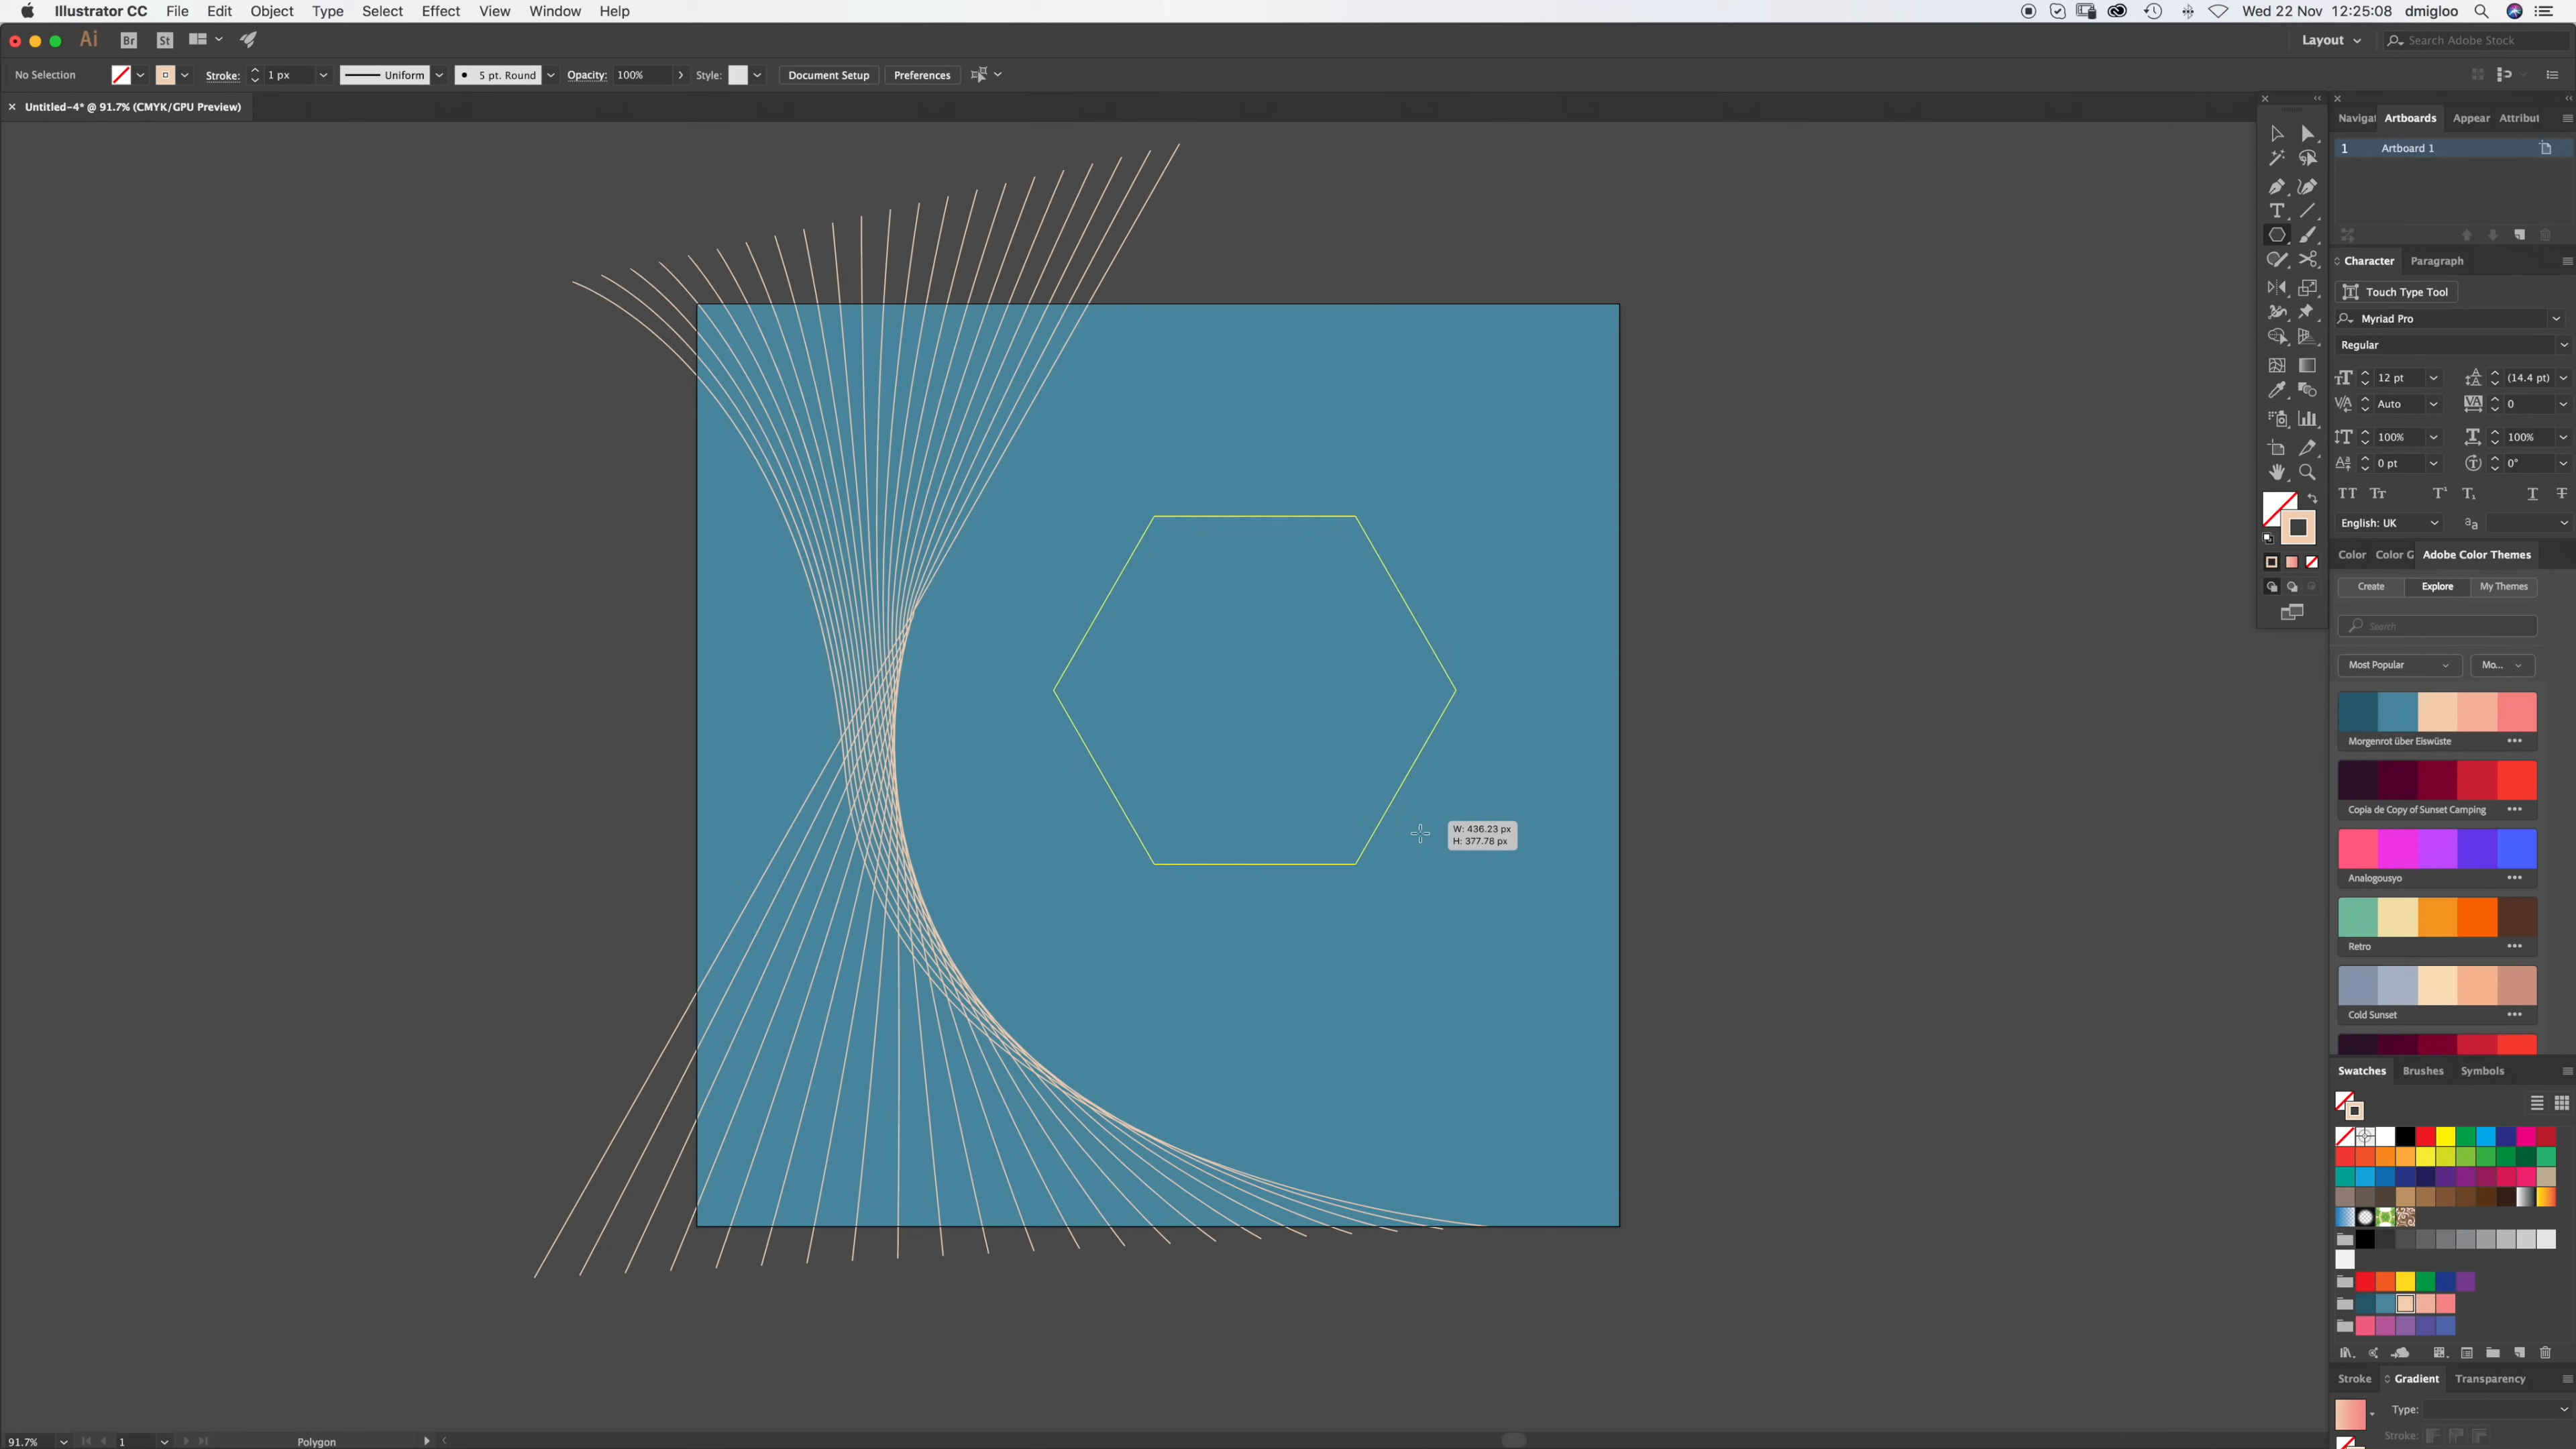 Illustrator CC File Edit Object Type Select Effect View Window Help
Wed 22 Nov 12:25:08 dmigloo
Ai Br St
Layout
Search Adobe Stock
No Selection
Stroke: 1 px
Uniform
5 pt. Round
Opacity: 100%
Style:
Document Setup
Preferences
Untitled-4* @ 91.7% (CMYK/GPU Preview)
Navigat Artboards Appear Attribut
1 Artboard 1
Character Paragraph
Touch Type Tool
Myriad Pro
Regular
12 pt (14.4 pt)
Auto 0
100% 100%
0 pt 0°
English: UK
Color Color G Adobe Color Themes
Create Explore My Themes
Search
Most Popular Mo...
Morgenrot über Eiswüste
Copia de Copy of Sunset Camping
Analogousyo
Retro
Cold Sunset
W: 436.23 px
H: 377.78 px
Swatches Brushes Symbols
Stroke Gradient Transparency
Type:
Stroke:
91.7% 1 Polygon